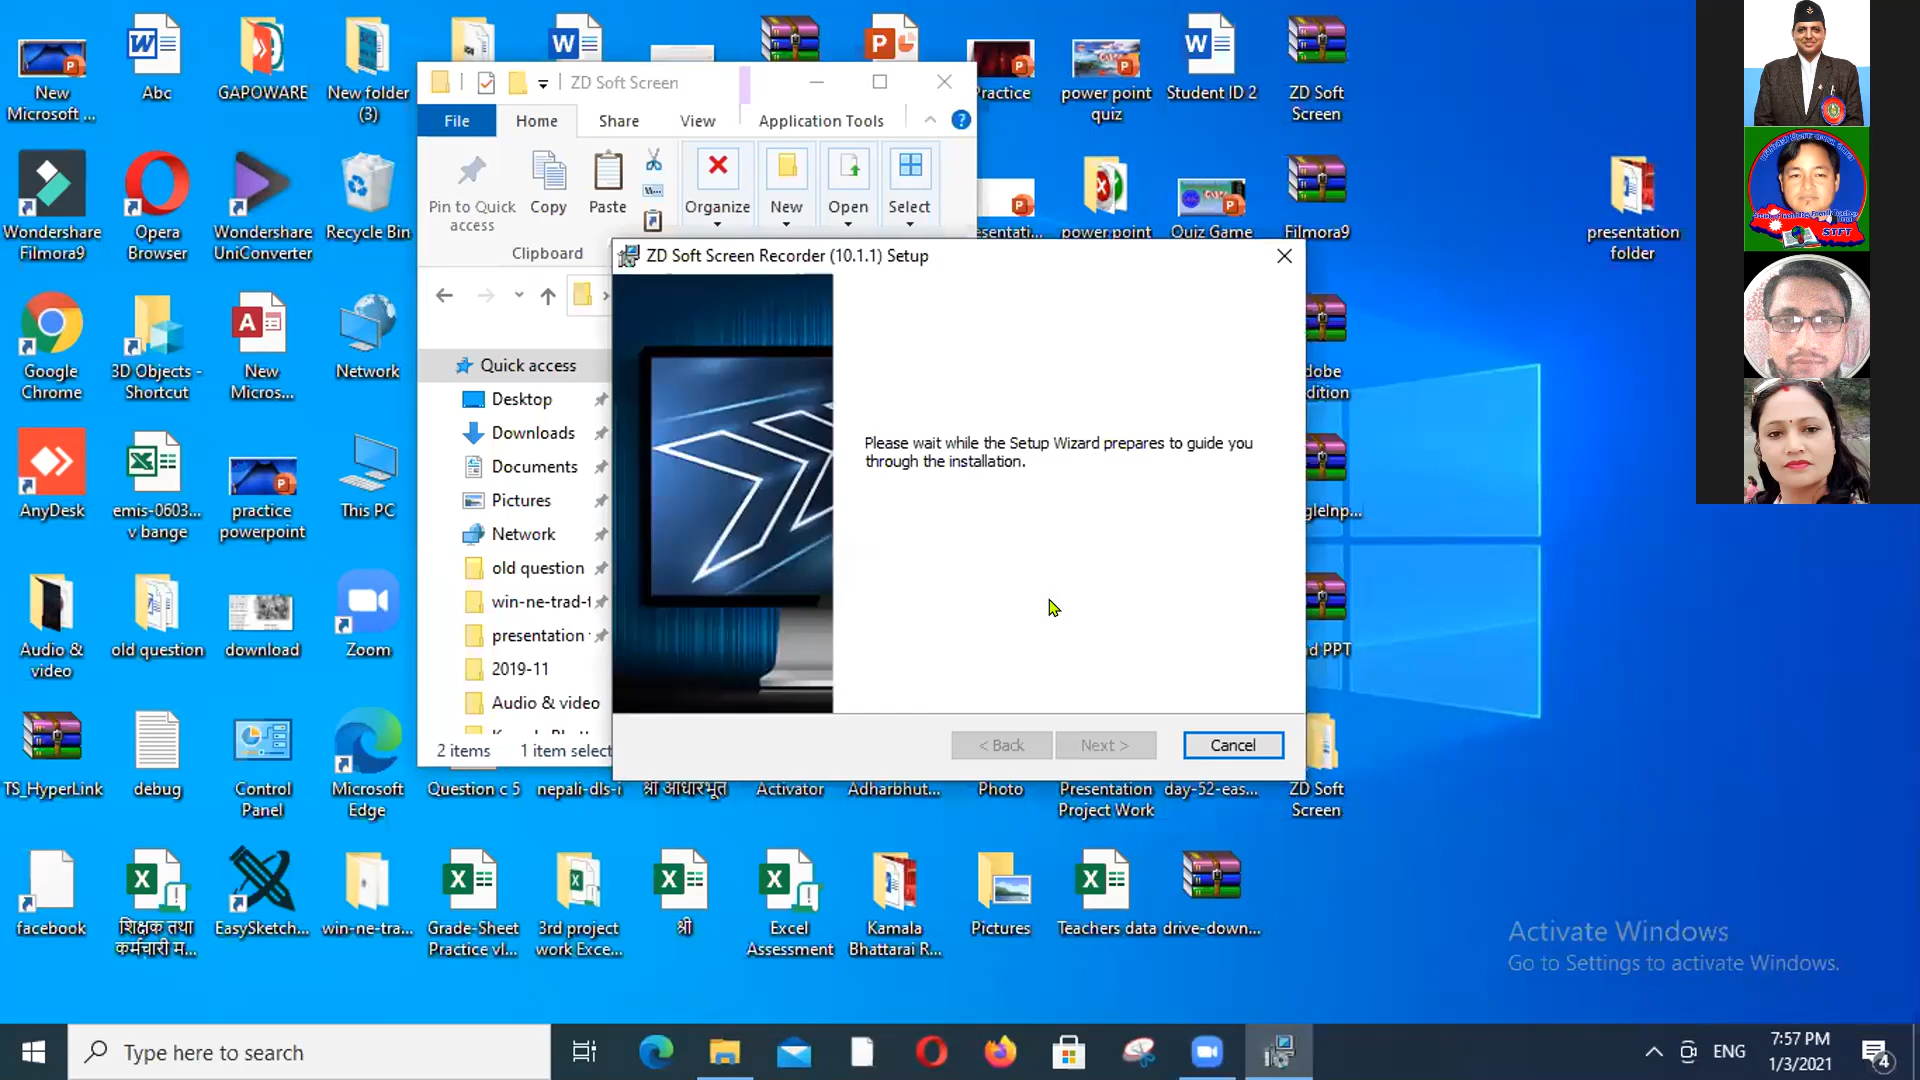 New
Microsoft ...
Abc
GAPOWARE
New folder
(3)
Practice
power point
quiz
Student ID 2
ZD Soft
Screen
ZD Soft Screen
File
Home
Share
View
Application Tools
Pin to Quick
access
Copy
Paste
Organize
New
Open
Select
Clipboard
Wondershare
Filmora9
Opera
Browser
Wondershare
UniConverter
Recycle Bin
esentati...
power point
Quiz Game
Filmora9
presentation
folder
STFT
ZD Soft Screen Recorder (10.1.1) Setup
Please wait while the Setup Wizard prepares to guide you
through the installation.
< Back
Next >
Cancel
Quick access
Desktop
Downloads
Documents
Pictures
Network
old question
win-ne-trad-t
presentation
2019-11
Audio & video
2 items
1 item select
Google
Chrome
3D Objects -
Shortcut
New
Micros...
Network
dobe
dition
AnyDesk
emis-0603...
v bange
practice
powerpoint
This PC
gleInp...
Audio &
video
old question
download
Zoom
d PPT
TS_HyperLink
debug
Control
Panel
Microsoft
Edge
Question c 5
nepali-dls-i
श्री आधारभूत
Activator
Adharbhut...
Photo
Presentation
Project Work
day-52-eas...
ZD Soft
Screen
facebook
शिक्षक तथा
कर्मचारी म...
EasySketch...
win-ne-tra...
Grade-Sheet
Practice vl...
3rd project
work Exce...
श्री
Excel
Assessment
Kamala
Bhattarai R...
Pictures
Teachers data
drive-down...
Activate Windows
Go to Settings to activate Windows.
Type here to search
ENG
7:57 PM
1/3/2021
4